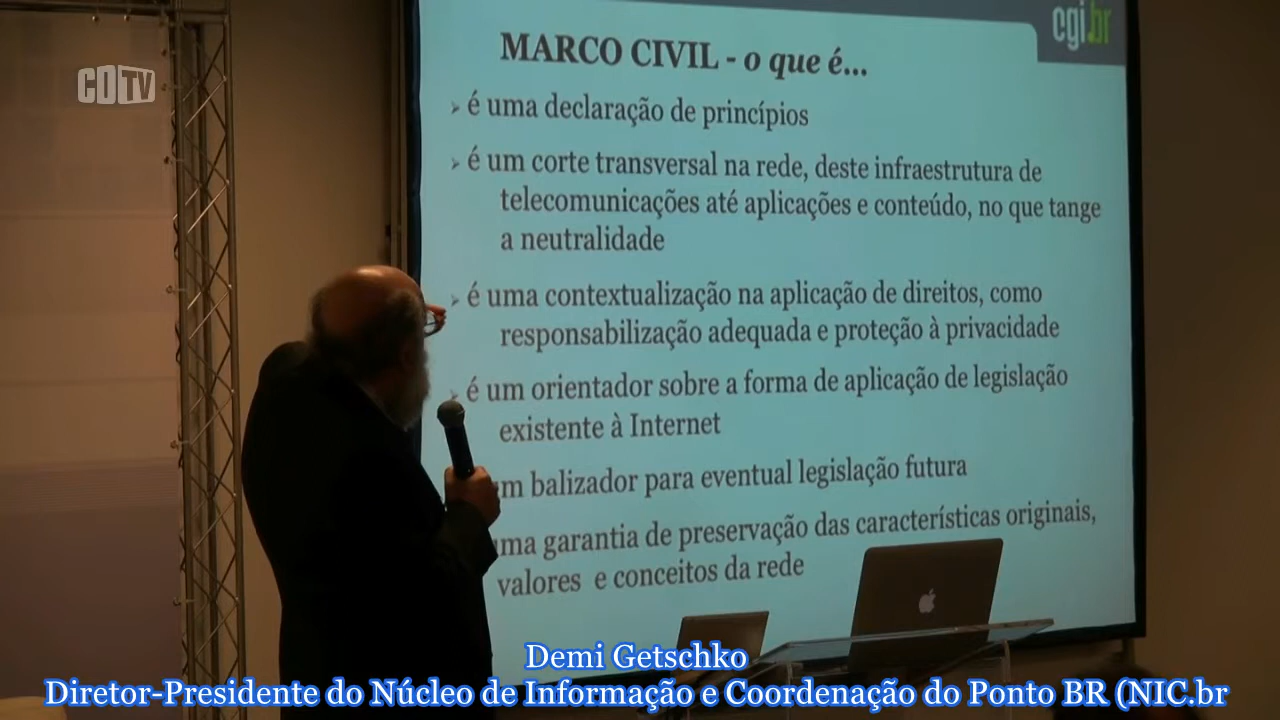 CDTV
cgi.br
MARCO CIVIL - o que é...
é uma declaração de princípios
é um corte transversal na rede, deste infraestrutura de
telecomunicações até aplicações e conteúdo, no que tange
a neutralidade
é uma contextualização na aplicação de direitos, como
responsabilização adequada e proteção à privacidade
é um orientador sobre a forma de aplicação de legislação
existente à Internet
um balizador para eventual legislação futura
uma garantia de preservação das características originais,
valores e conceitos da rede
Demi Getschko
Diretor-Presidente do Núcleo de Informação e Coordenação do Ponto BR (NIC.br